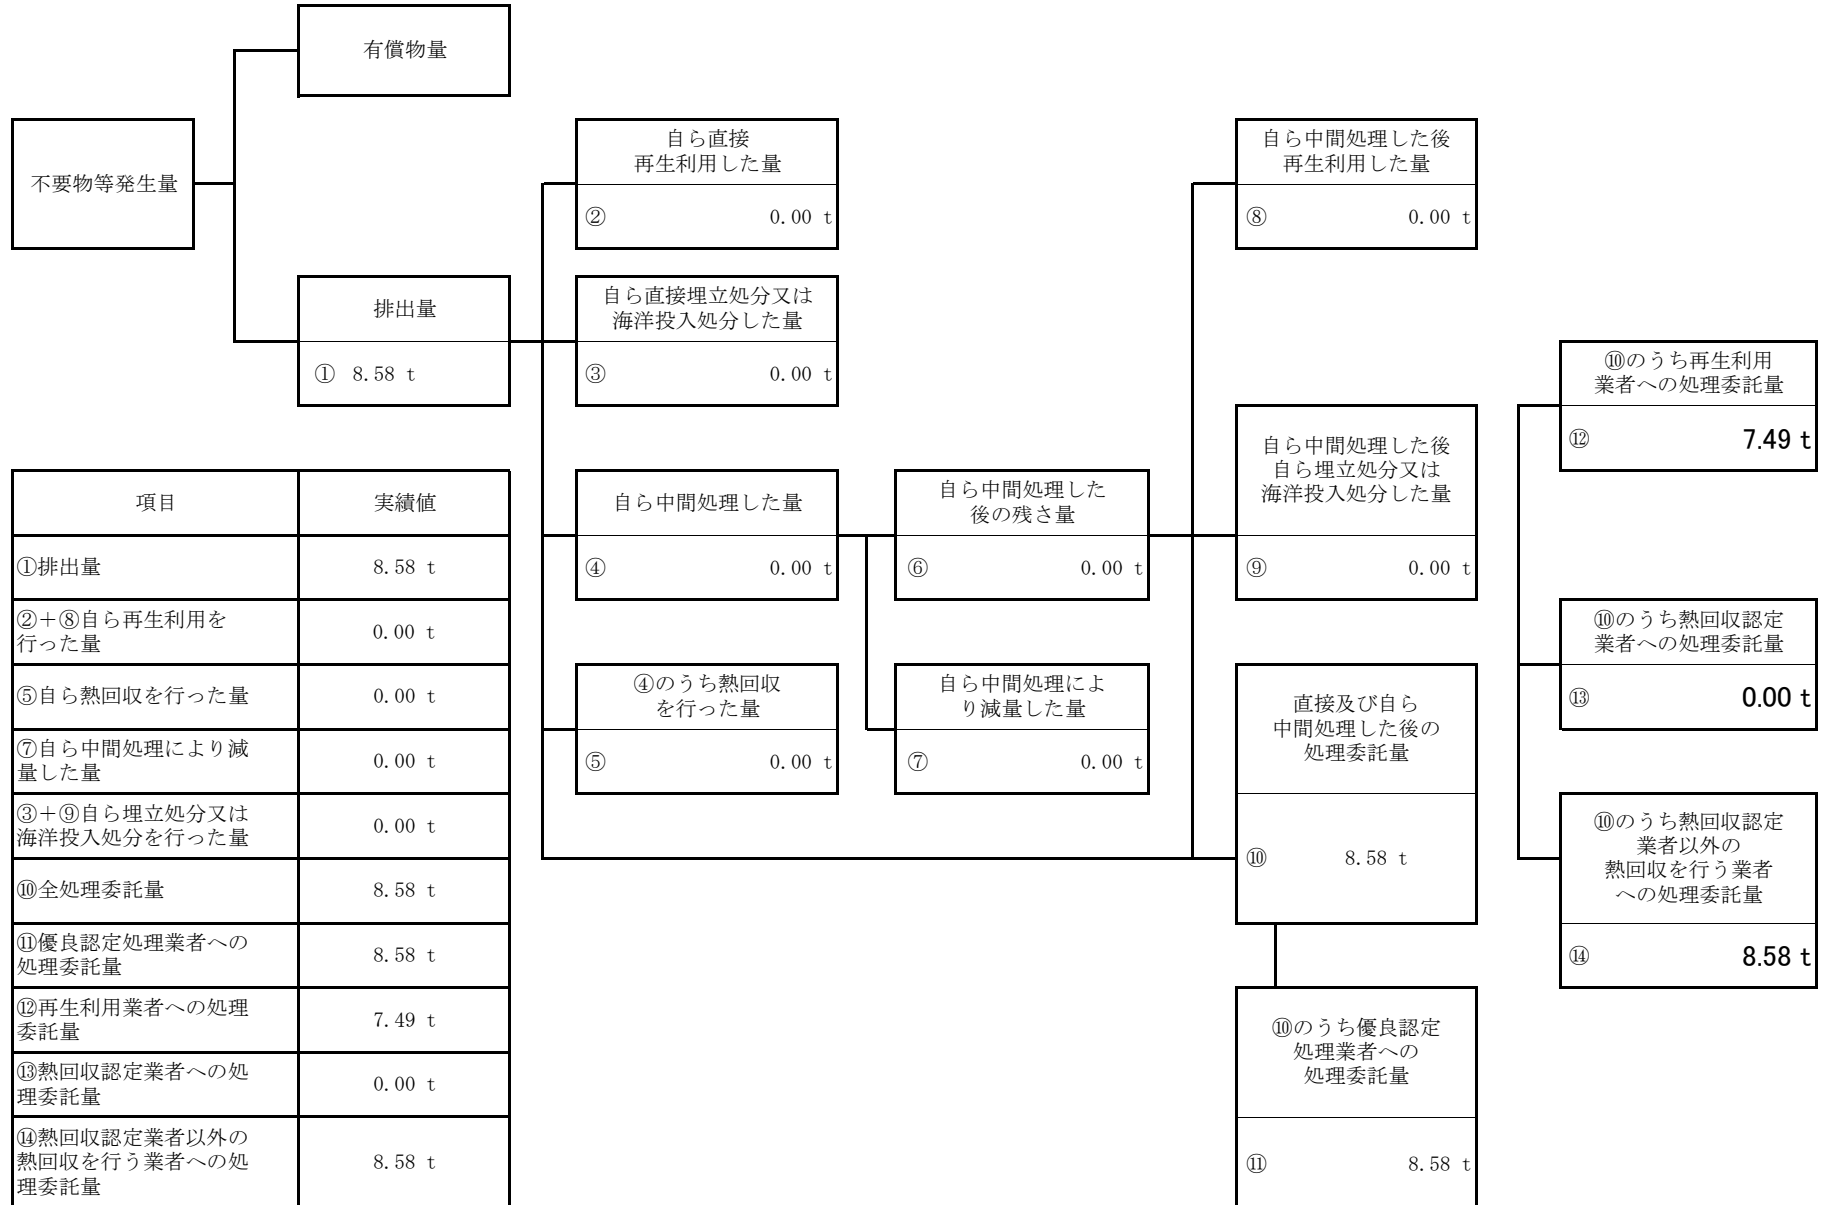 有償物量
不要物等発生量
排出量
① 8.58 t
自ら直接
再生利用した量
② 0.00 t
自ら直接埋立処分又は
海洋投入処分した量
③ 0.00 t
自ら中間処理した量
④ 0.00 t
④のうち熱回収
を行った量
⑤ 0.00 t
自ら中間処理した
後の残さ量
⑥ 0.00 t
自ら中間処理によ
り減量した量
⑦ 0.00 t
自ら中間処理した後
再生利用した量
⑧ 0.00 t
自ら中間処理した後
自ら埋立処分又は
海洋投入処分した量
⑨ 0.00 t
直接及び自ら
中間処理した後の
処理委託量
⑩ 8.58 t
⑩のうち優良認定
処理業者への
処理委託量
⑪ 8.58 t
⑩のうち再生利用
業者への処理委託量
⑫ 7.49 t
⑩のうち熱回収認定
業者への処理委託量
⑬ 0.00 t
⑩のうち熱回収認定
業者以外の
熱回収を行う業者
への処理委託量
⑭ 8.58 t
項目 実績値
①排出量 8.58 t
②＋⑧自ら再生利用を
行った量 0.00 t
⑤自ら熱回収を行った量 0.00 t
⑦自ら中間処理により減
量した量 0.00 t
③＋⑨自ら埋立処分又は
海洋投入処分を行った量 0.00 t
⑩全処理委託量 8.58 t
⑪優良認定処理業者への
処理委託量 8.58 t
⑫再生利用業者への処理
委託量 7.49 t
⑬熱回収認定業者への処
理委託量 0.00 t
⑭熱回収認定業者以外の
熱回収を行う業者への処
理委託量 8.58 t